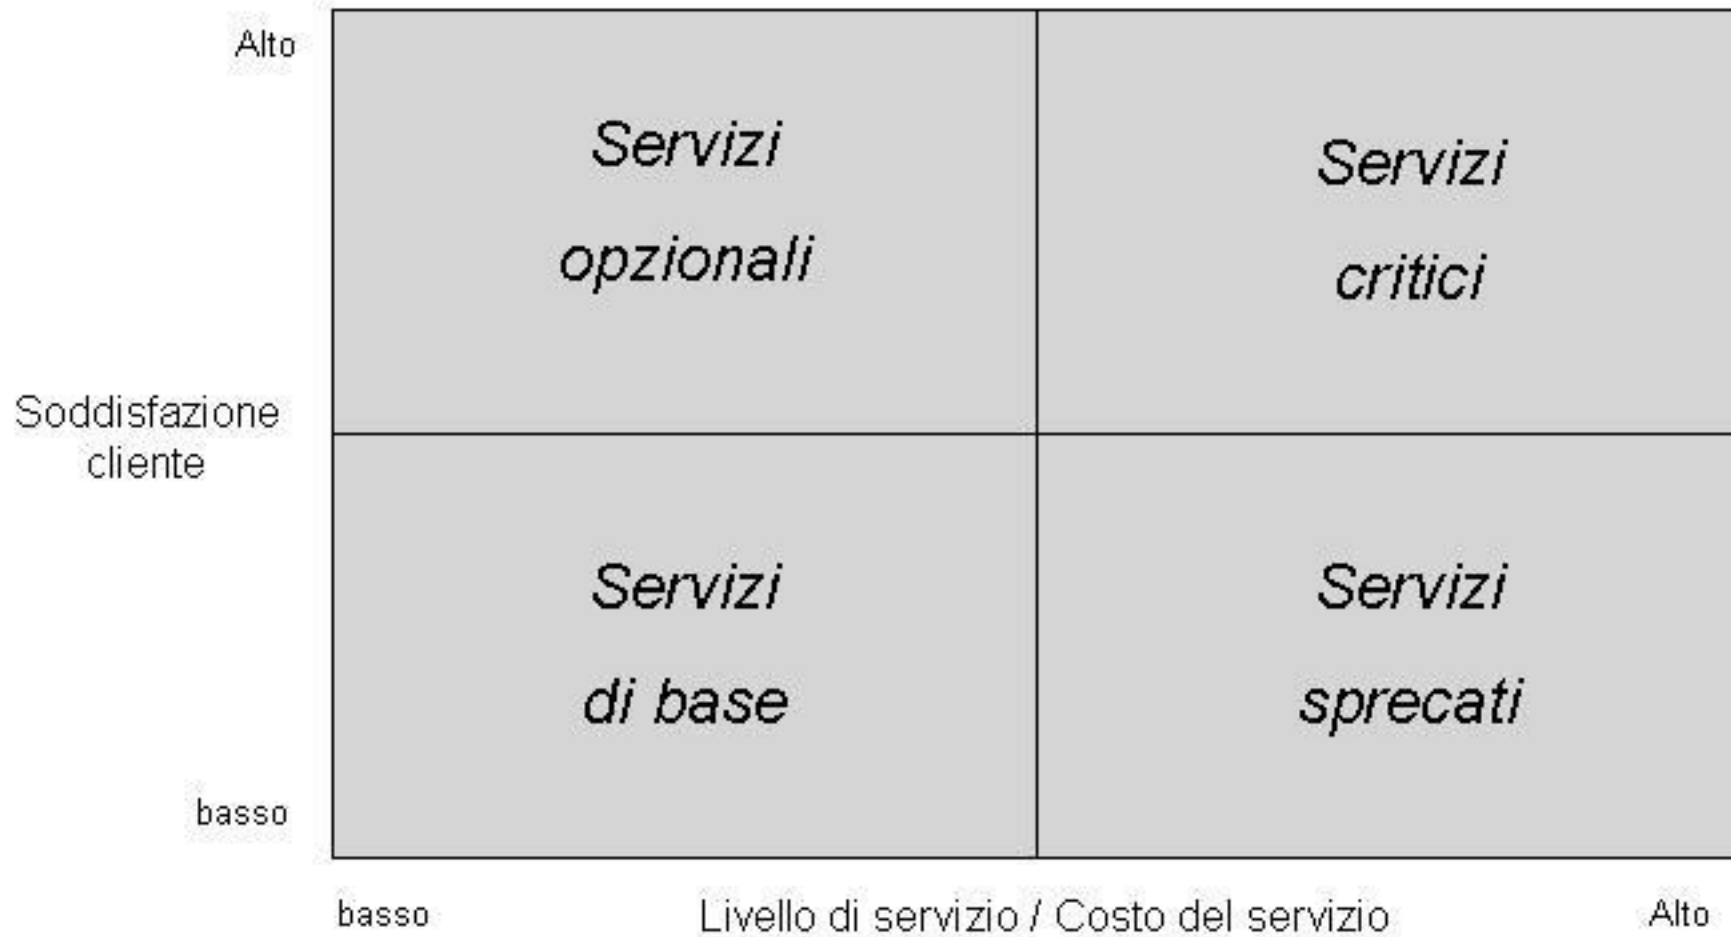 Alto
Servizi
opzionali
Servizi
critici
Soddisfazione
cliente
Servizi
di base
Servizi
sprecati
basso
basso
Livello di servizio / Costo del servizio
Alto